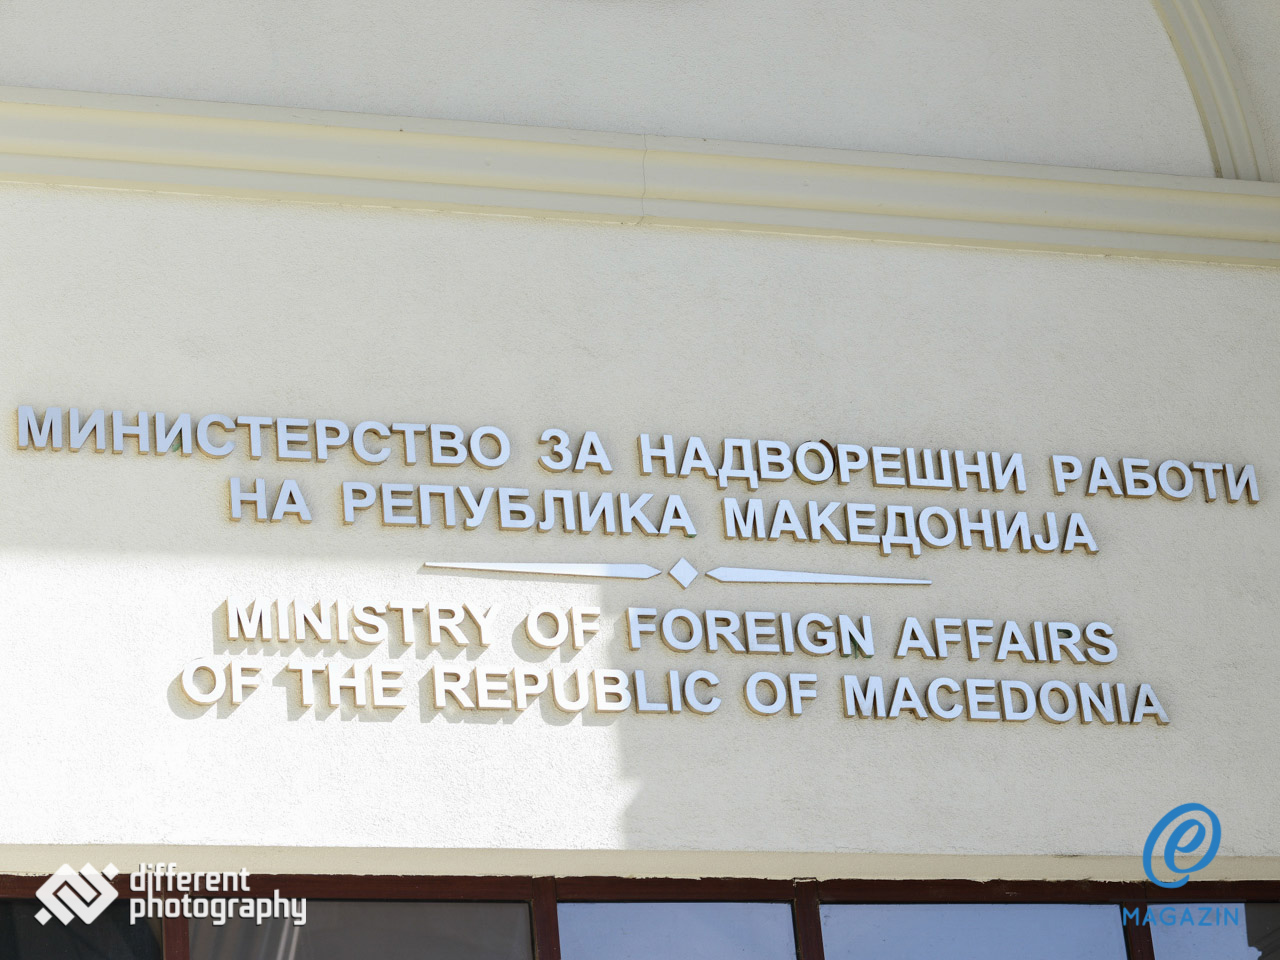 МИНИСТЕРСТВО ЗА НАДВОРЕШНИ РАБОТИ
НА РЕПУБЛИКА МАКЕДОНИЈА
MINISTRY OF FOREIGN AFFAIRS
OF THE REPUBLIC OF MACEDONIA
different
photography
e
MAGAZIN